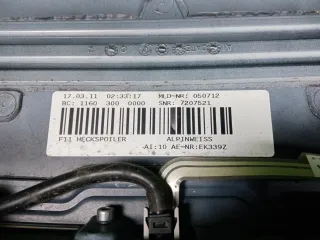 17.03.11 02:33:17 MLD-NR: 050712
BC: 1160 300 0000 SNR: 7207521
F11 HECKSPOILER ALPINWEISS
AI:10 AE-NR:EK339Z